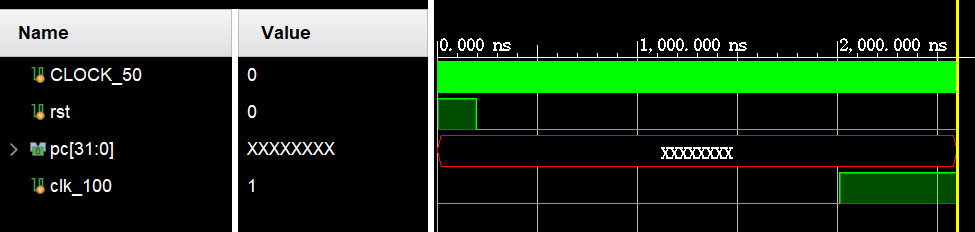 Name Value
0.000 ns 1,000.000 ns 2,000.000 ns
CLOCK_50 0
rst 0
pc[31:0] XXXXXXXX XXXXXXXX
clk_100 1